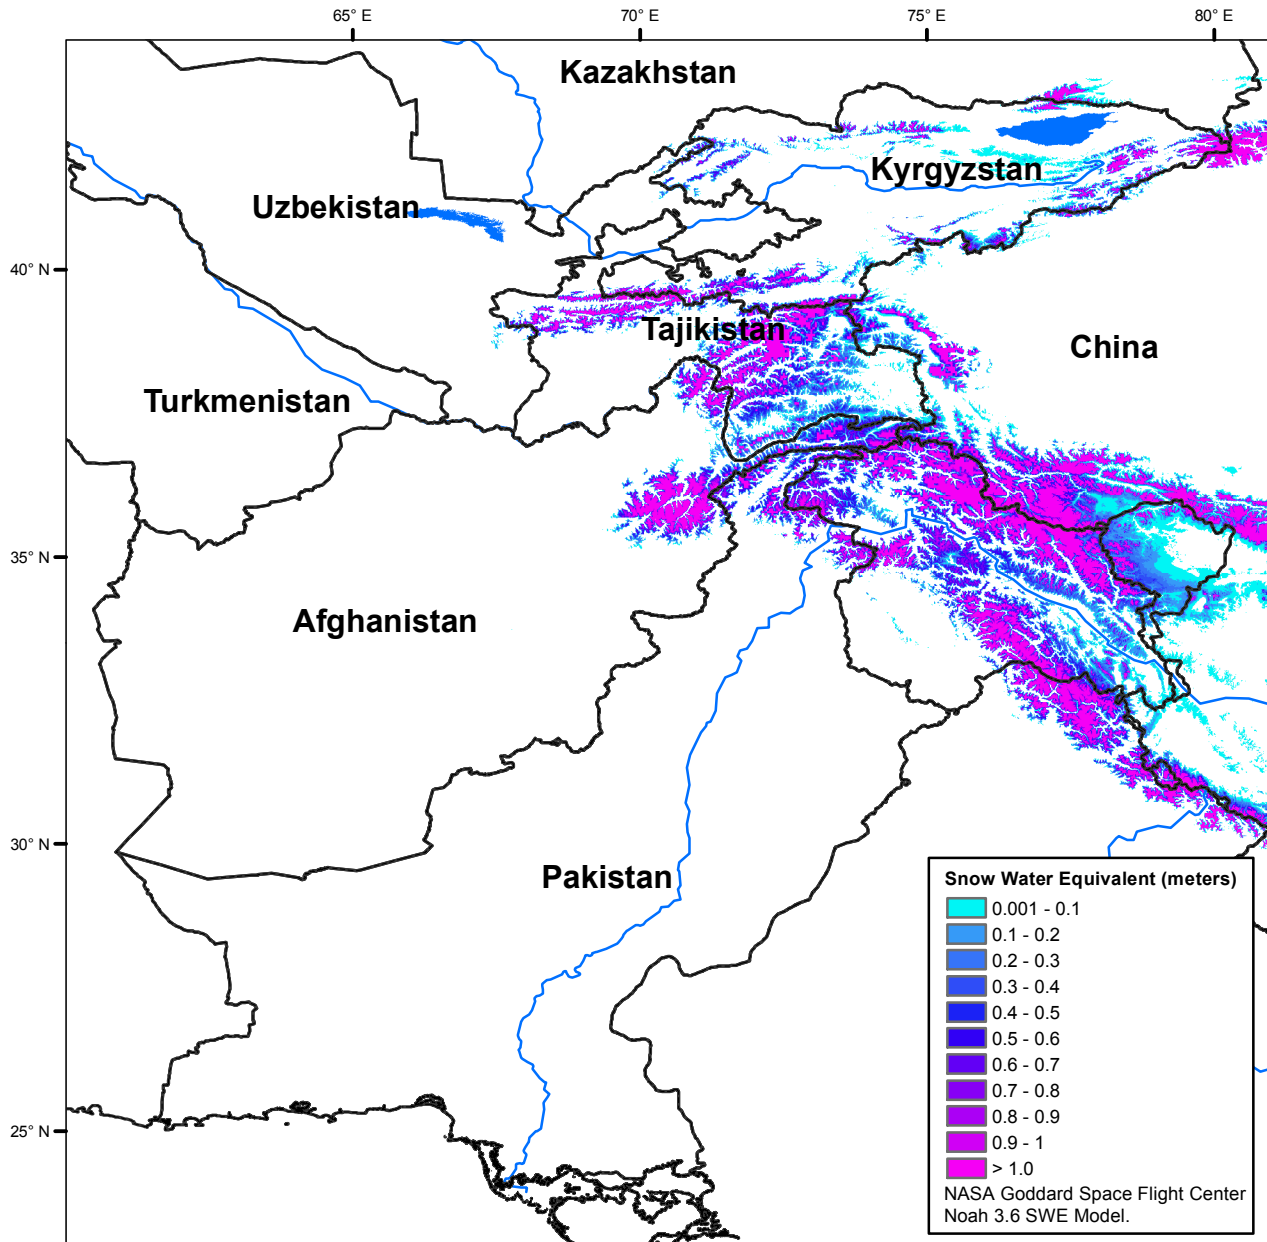 65° E
70° E
75° E
80° E
Kazakhstan
Kyrgyzstan
Uzbekistan
40° N
Tajikistan
China
Turkmenistan
35° N
Afghanistan
30° N
Pakistan
25° N
Snow Water Equivalent (meters)
0.001 - 0.1
0.1 - 0.2
0.2 - 0.3
0.3 - 0.4
0.4 - 0.5
0.5 - 0.6
0.6 - 0.7
0.7 - 0.8
0.8 - 0.9
0.9 - 1
> 1.0
NASA Goddard Space Flight Center
Noah 3.6 SWE Model.